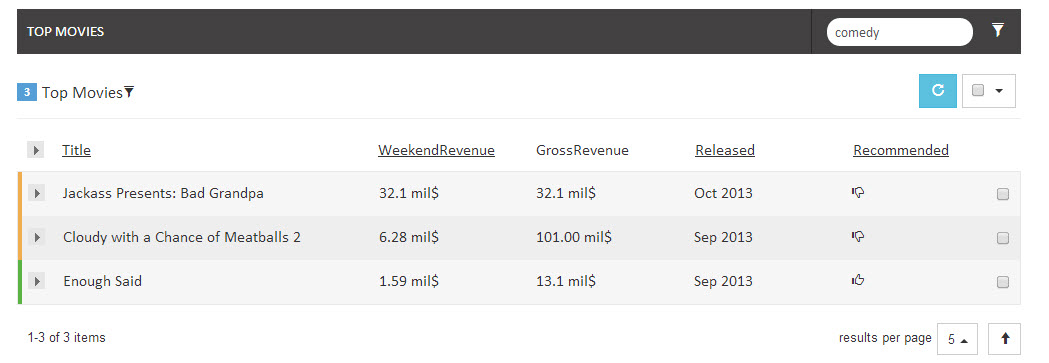 TOP MOVIES comedy
3 Top Movies
Title WeekendRevenue GrossRevenue Released Recommended
Jackass Presents: Bad Grandpa 32.1 mil$ 32.1 mil$ Oct 2013
Cloudy with a Chance of Meatballs 2 6.28 mil$ 101.00 mil$ Sep 2013
Enough Said 1.59 mil$ 13.1 mil$ Sep 2013
1-3 of 3 items results per page 5